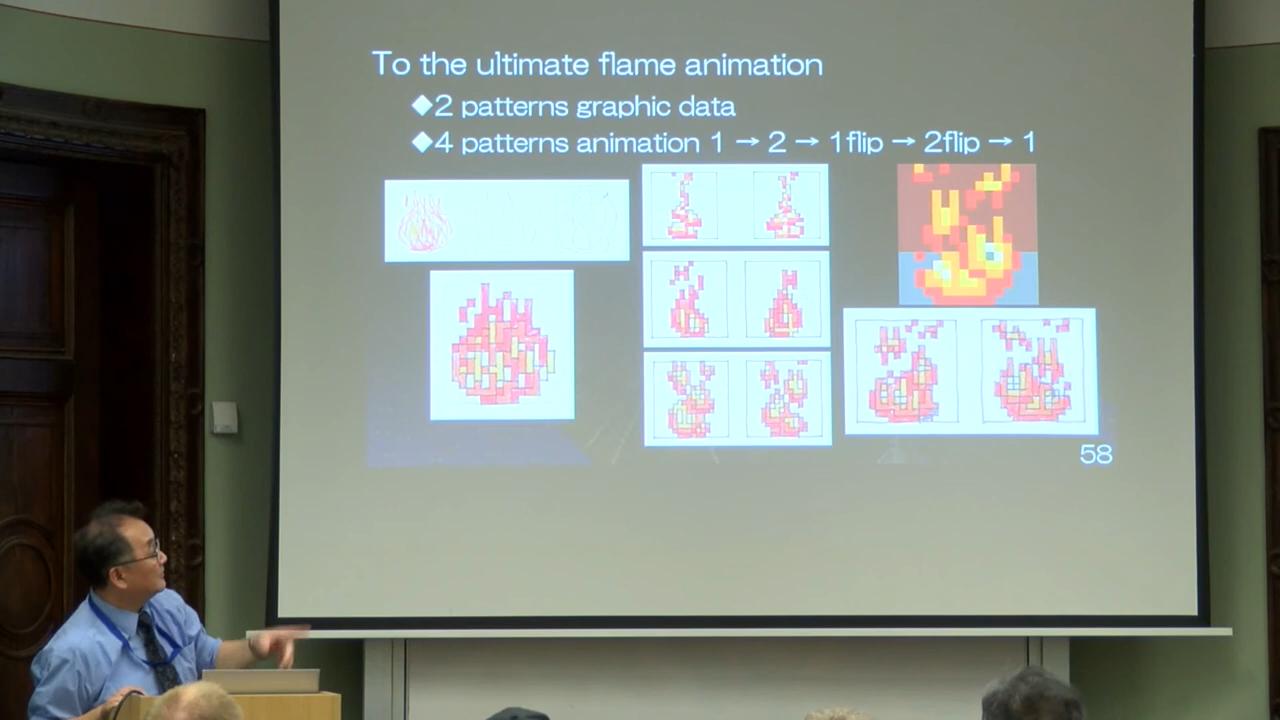 To the ultimate flame animation
◆2 patterns graphic data
◆4 patterns animation 1 → 2 → 1flip → 2flip → 1
58